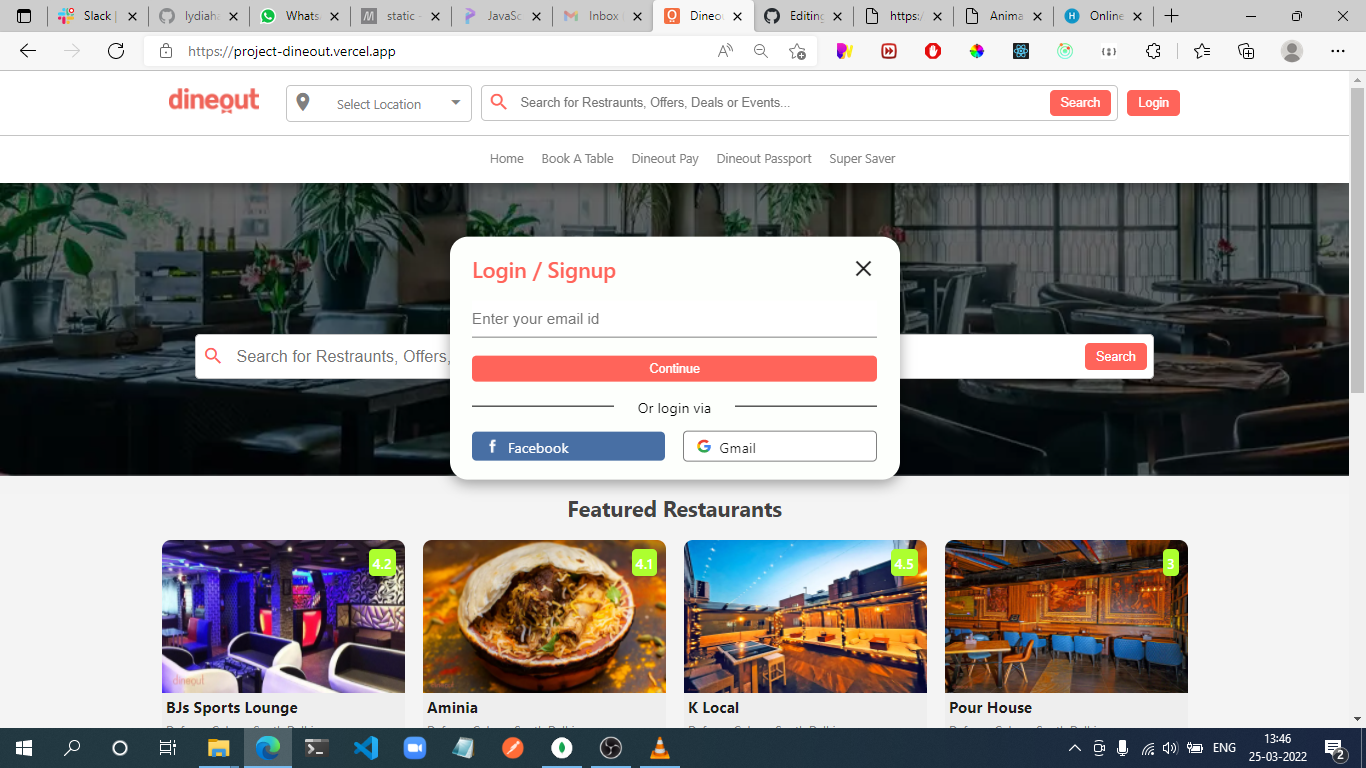 Slack |
lydiaha
Whats
static -
JavaSc
Inbox (
Dineou
Editing
https:/
Anima
Online
https://project-dineout.vercel.app
dineout
Select Location
Search for Restraunts, Offers, Deals or Events...
Search
Login
Home
Book A Table
Dineout Pay
Dineout Passport
Super Saver
Login / Signup
Enter your email id
Search for Restraunts, Offers,
Search
Continue
Or login via
Facebook
Gmail
Featured Restaurants
4.2
4.1
4.5
3
dineout
BJs Sports Lounge
Aminia
K Local
Pour House
ENG
13:46
25-03-2022
2